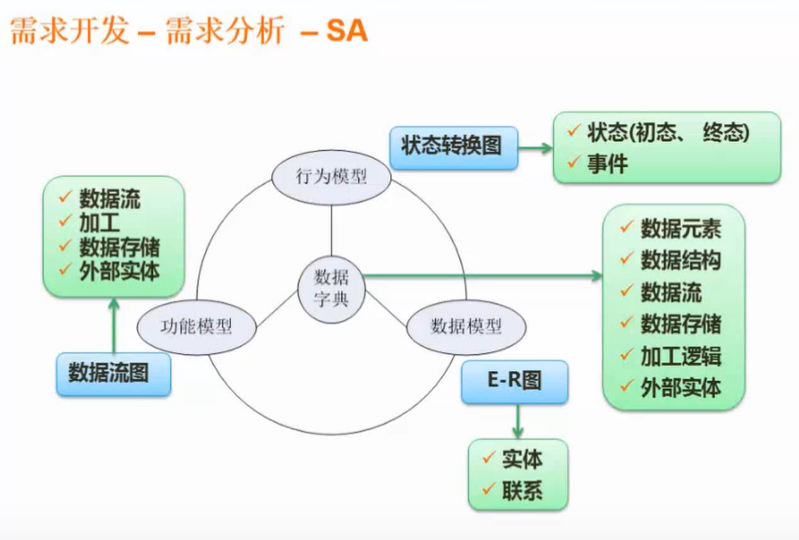 需求开发 – 需求分析 – SA
状态转换图
状态(初态、 终态)
事件
行为模型
数据流
加工
数据存储
外部实体
数据
字典
数据元素
数据结构
数据流
数据存储
加工逻辑
外部实体
功能模型
数据模型
数据流图
E-R图
实体
联系